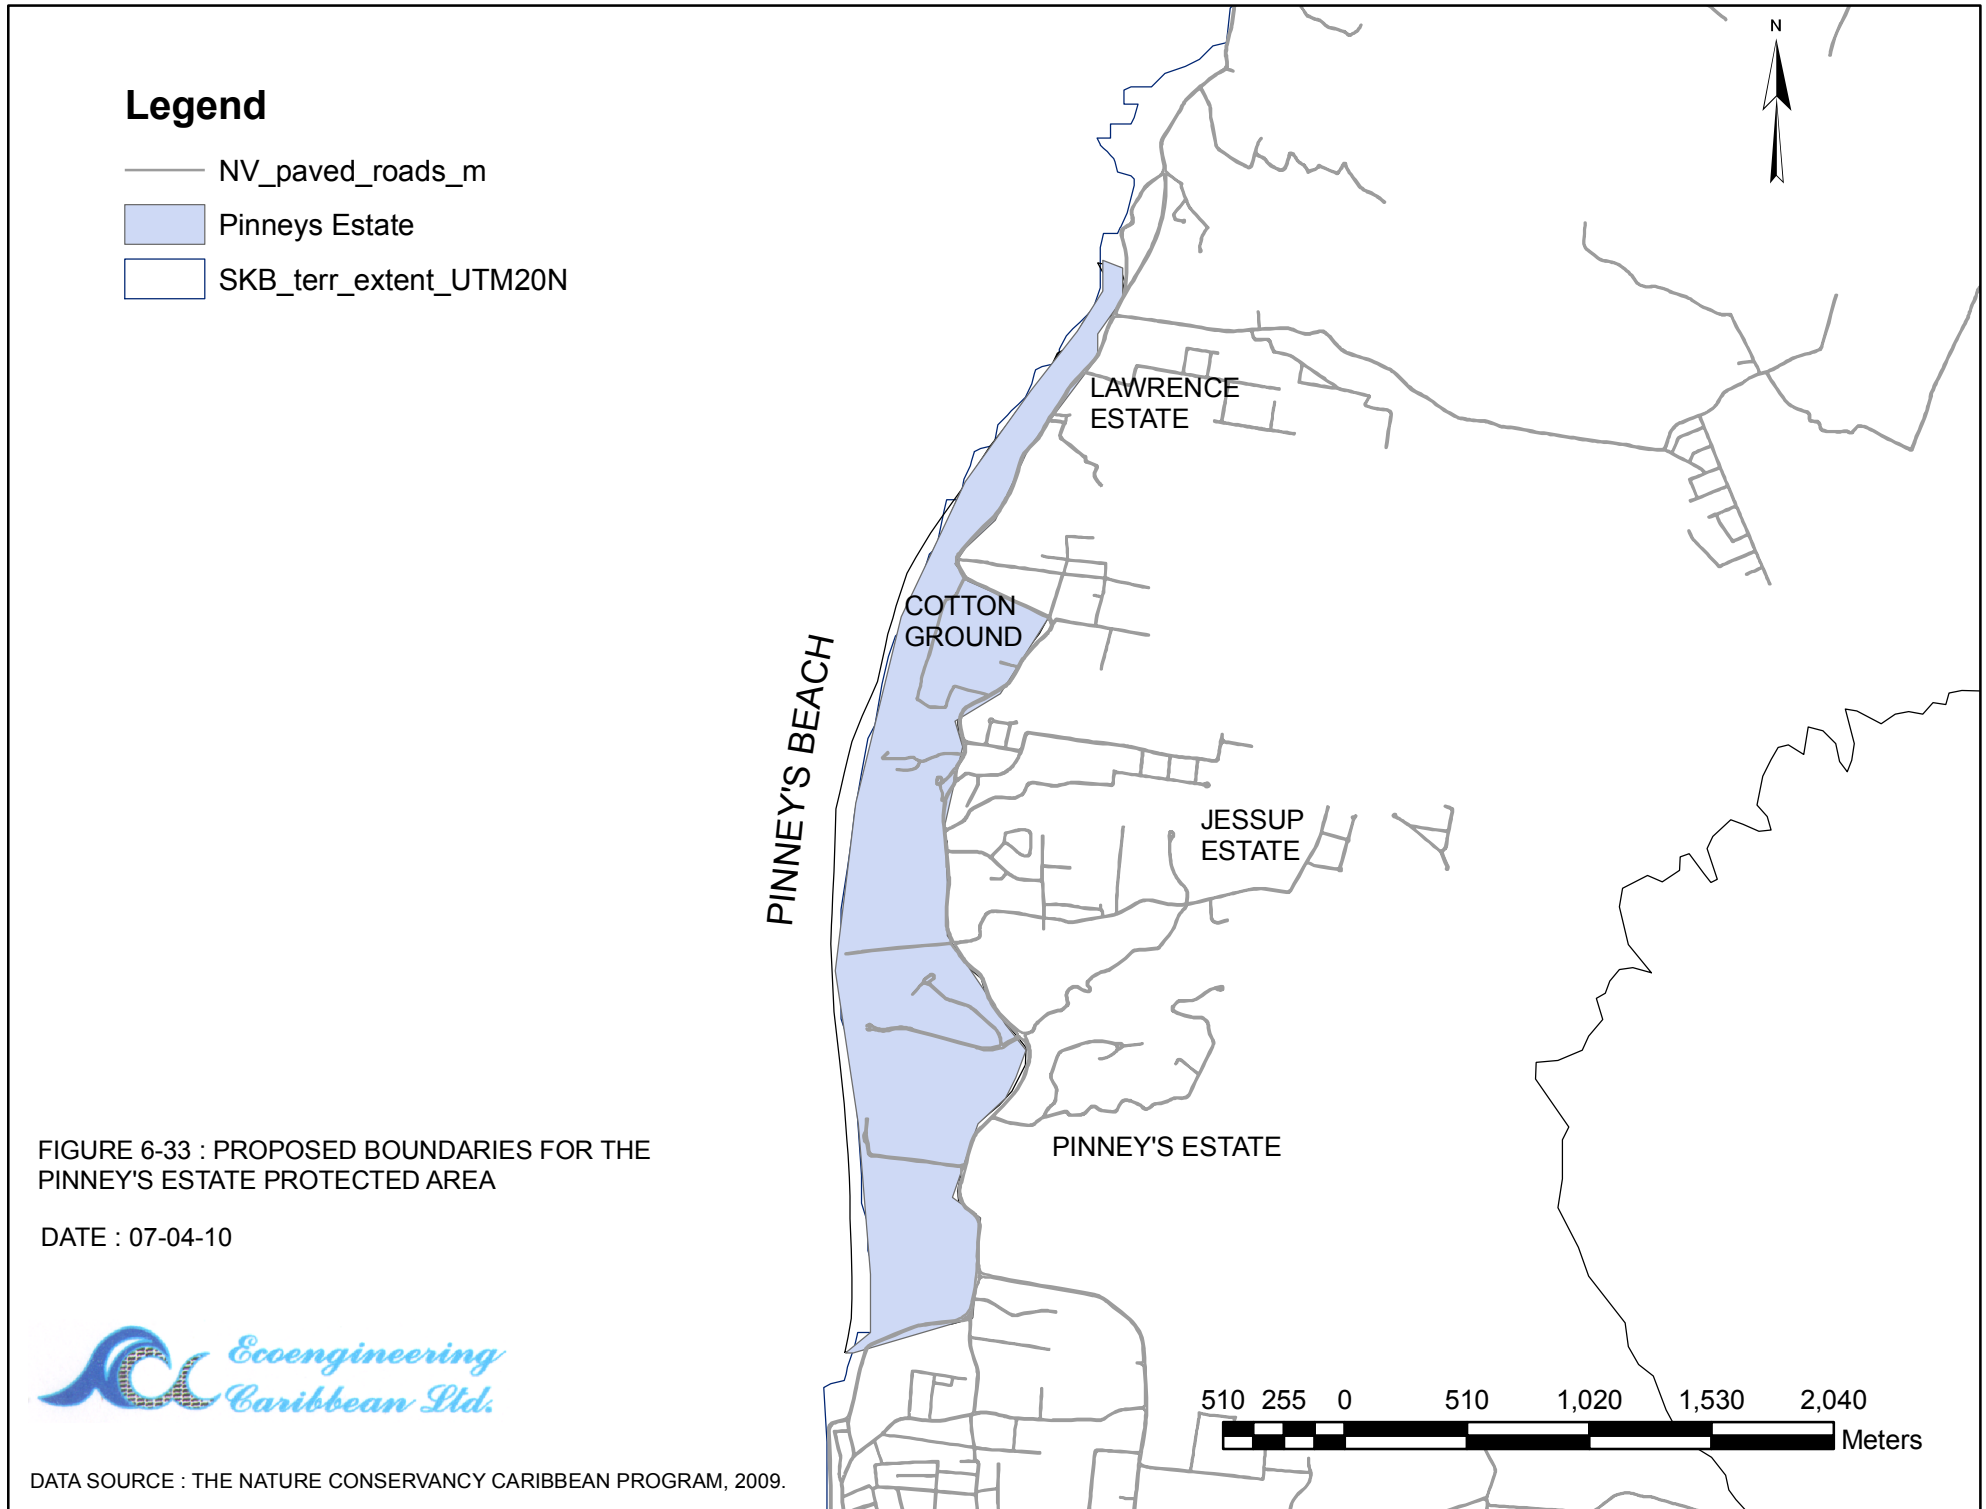 N
Legend
NV_paved_roads_m
Pinneys Estate
SKB_terr_extent_UTM20N
LAWRENCE
ESTATE
COTTON
GROUND
PINNEY'S BEACH
JESSUP
ESTATE
PINNEY'S ESTATE
FIGURE 6-33 : PROPOSED BOUNDARIES FOR THE
PINNEY'S ESTATE PROTECTED AREA
DATE : 07-04-10
Ecoengineering
Caribbean Ltd.
510 255 0 510 1,020 1,530 2,040
Meters
DATA SOURCE : THE NATURE CONSERVANCY CARIBBEAN PROGRAM, 2009.